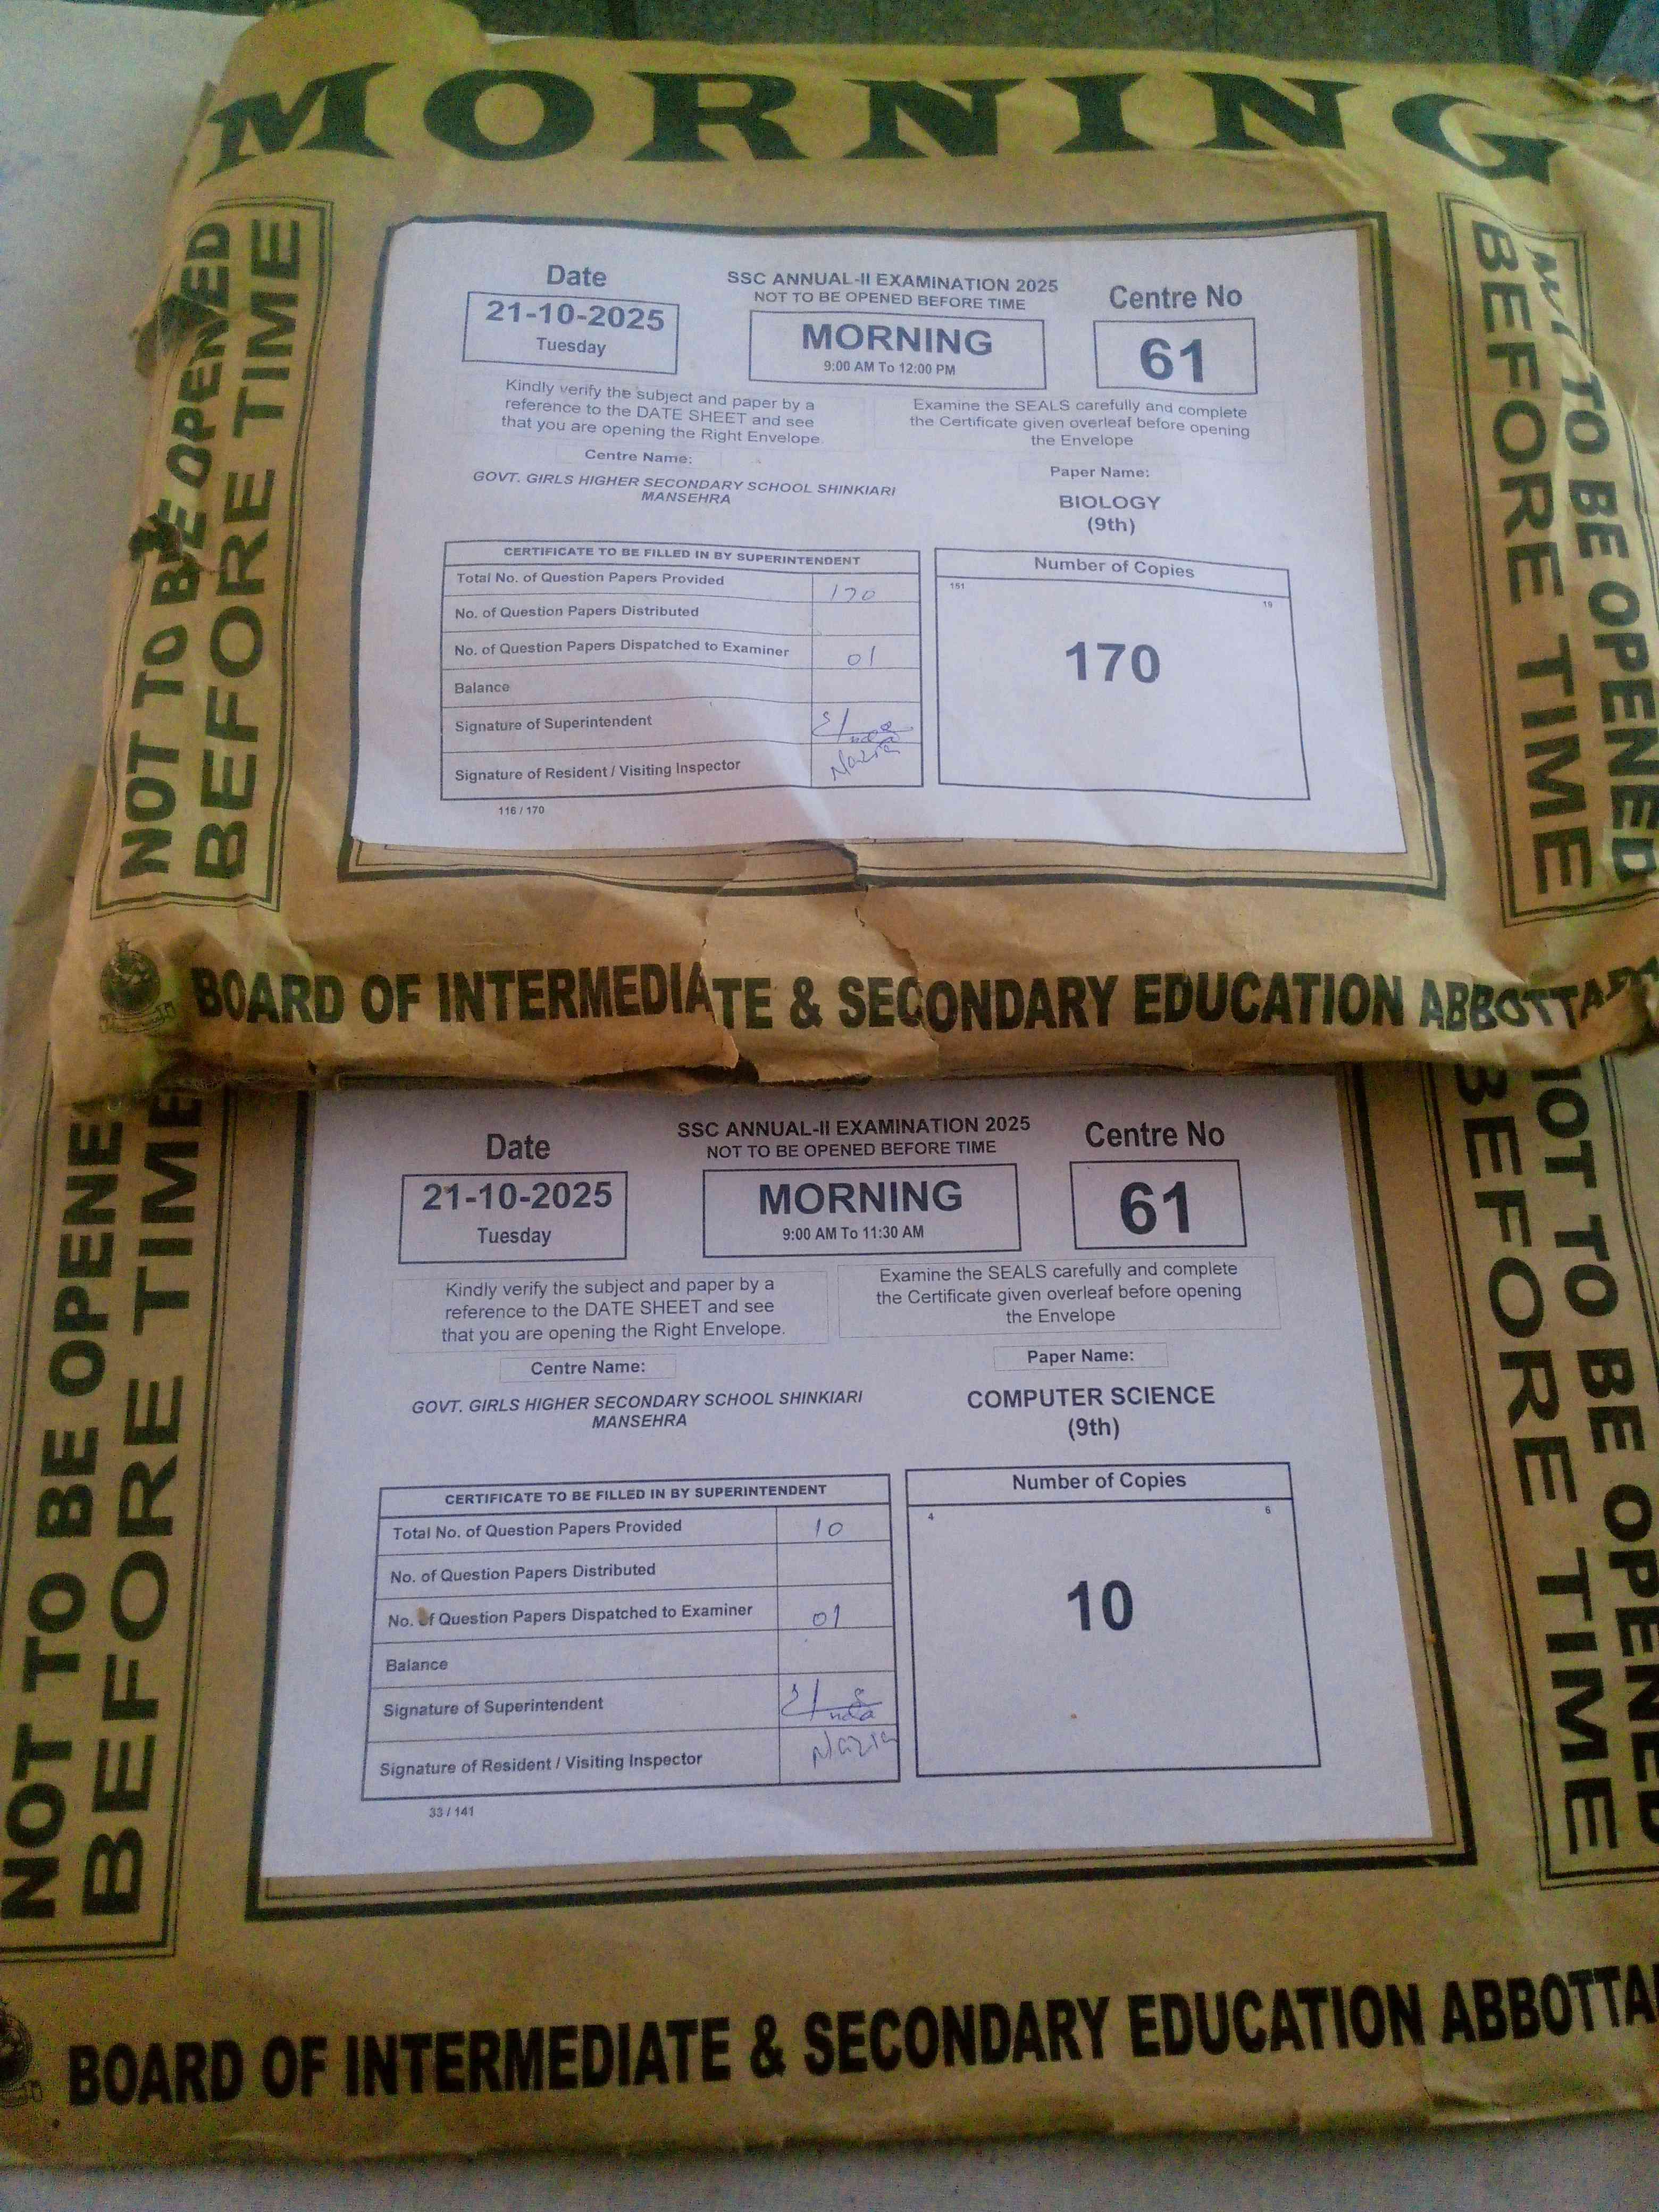 MORNING
NOT TO BE OPENED
BEFORE TIME
BEFORE TIME
TO BE OPENED
Date
21-10-2025
Tuesday
SSC ANNUAL-II EXAMINATION 2025
NOT TO BE OPENED BEFORE TIME
MORNING
9:00 AM To 12:00 PM
Centre No
61
Kindly verify the subject and paper by a
reference to the DATE SHEET and see
that you are opening the Right Envelope.
Examine the SEALS carefully and complete
the Certificate given overleaf before opening
the Envelope
Centre Name:
GOVT. GIRLS HIGHER SECONDARY SCHOOL SHINKIARI
MANSEHRA
Paper Name:
BIOLOGY
(9th)
CERTIFICATE TO BE FILLED IN BY SUPERINTENDENT
Total No. of Question Papers Provided 170
No. of Question Papers Distributed
No. of Question Papers Dispatched to Examiner 01
Balance
Signature of Superintendent
Signature of Resident / Visiting Inspector Nazia
116 / 170
Number of Copies
151 19
170
BOARD OF INTERMEDIATE & SECONDARY EDUCATION ABBOTTA
NOT TO BE OPENE
BEFORE TIME
BEFORE TIME
NOT TO BE OPENED
Date
21-10-2025
Tuesday
SSC ANNUAL-II EXAMINATION 2025
NOT TO BE OPENED BEFORE TIME
MORNING
9:00 AM To 11:30 AM
Centre No
61
Kindly verify the subject and paper by a
reference to the DATE SHEET and see
that you are opening the Right Envelope.
Examine the SEALS carefully and complete
the Certificate given overleaf before opening
the Envelope
Centre Name:
GOVT. GIRLS HIGHER SECONDARY SCHOOL SHINKIARI
MANSEHRA
Paper Name:
COMPUTER SCIENCE
(9th)
CERTIFICATE TO BE FILLED IN BY SUPERINTENDENT
Total No. of Question Papers Provided 10
No. of Question Papers Distributed
No. of Question Papers Dispatched to Examiner 01
Balance
Signature of Superintendent
Signature of Resident / Visiting Inspector Nazia
33 / 141
Number of Copies
4 6
10
BOARD OF INTERMEDIATE & SECONDARY EDUCATION ABBOTTA